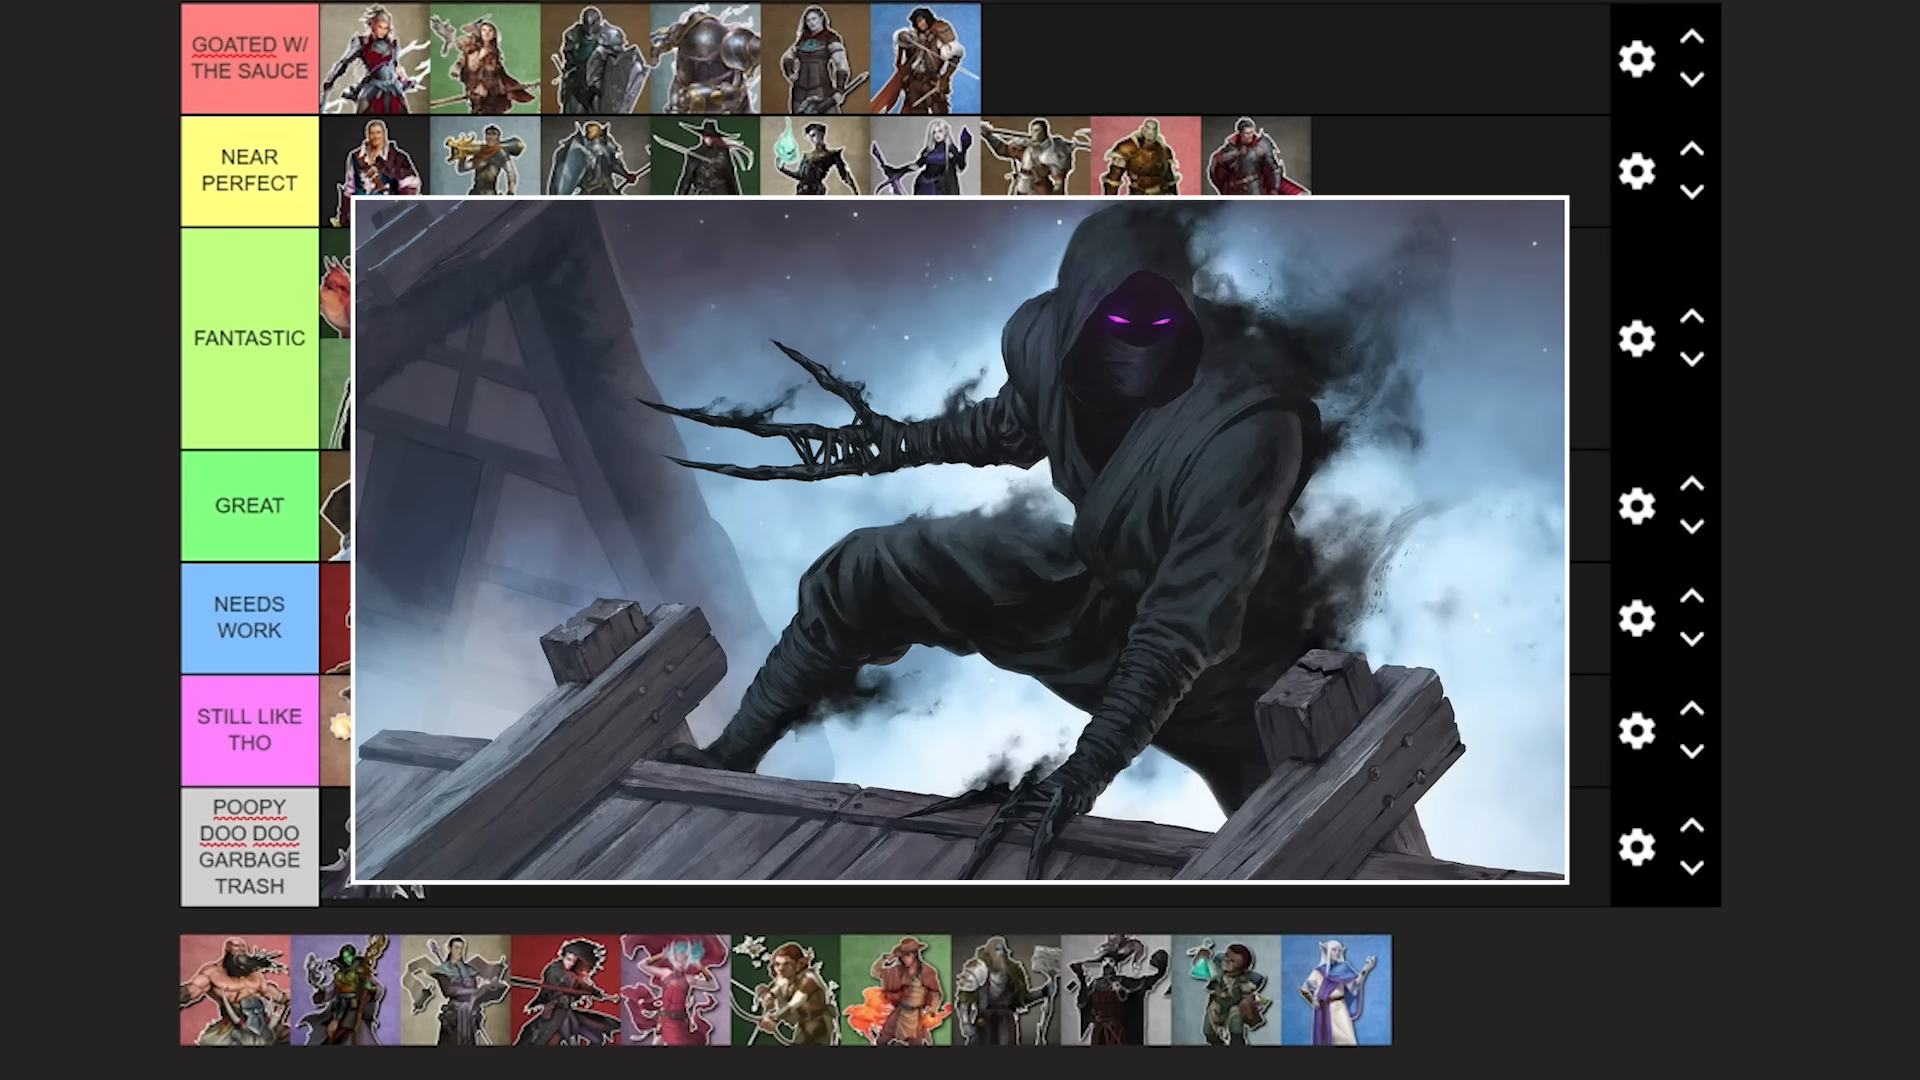 GOATED W/
THE SAUCE
NEAR
PERFECT
FANTASTIC
GREAT
NEEDS
WORK
STILL LIKE
THO
POOPY
DOO DOO
GARBAGE
TRASH